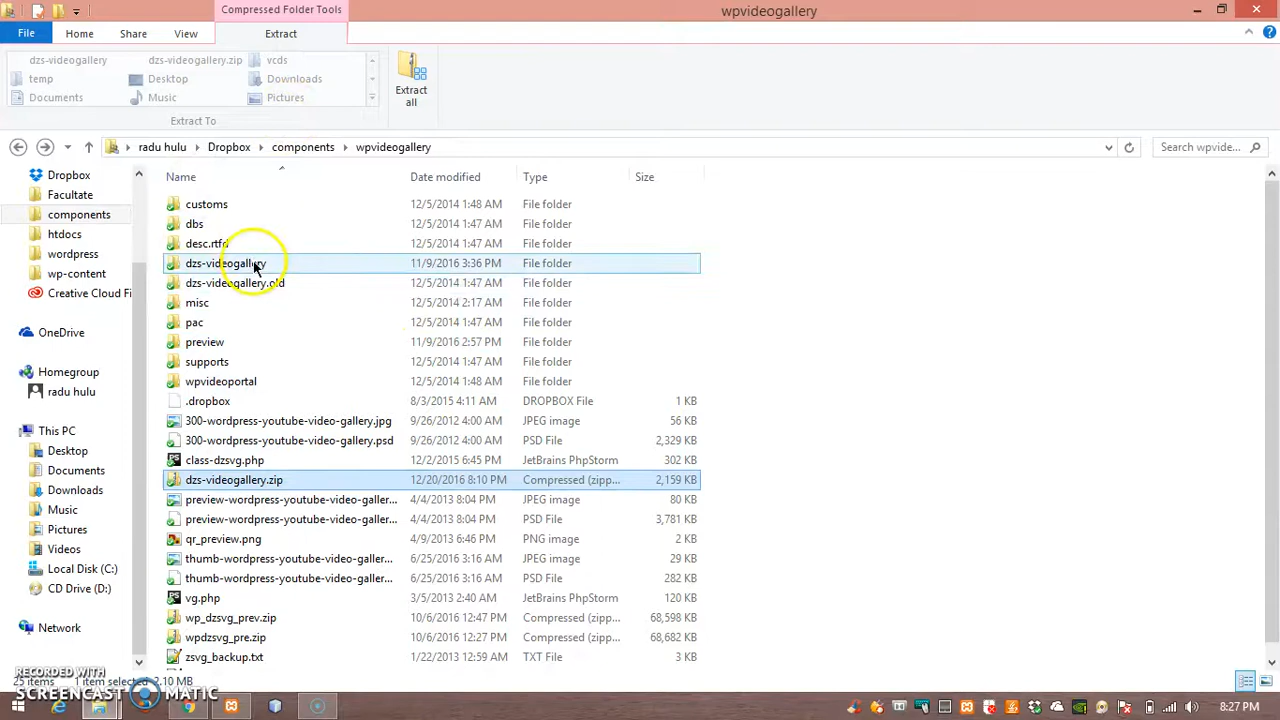 Compressed Folder Tools
wpvideogallery
File Home Share View Extract
dzs-videogallery dzs-videogallery.zip vcds
temp Desktop Downloads
Documents Music Pictures
Extract all
Extract To
radu hulu Dropbox components wpvideogallery
Search wpvide...
Name Date modified Type Size
Dropbox
Facultate
components
htdocs
wordpress
wp-content
Creative Cloud Fi
OneDrive
Homegroup
radu hulu
This PC
Desktop
Documents
Downloads
Music
Pictures
Videos
Local Disk (C:)
CD Drive (D:)
Network
customs 12/5/2014 1:48 AM File folder
dbs 12/5/2014 1:47 AM File folder
desc.rtfd 12/5/2014 1:47 AM File folder
dzs-videogallery 11/9/2016 3:36 PM File folder
dzs-videogallery.old 12/5/2014 1:47 AM File folder
misc 12/5/2014 2:17 AM File folder
pac 12/5/2014 1:47 AM File folder
preview 11/9/2016 2:57 PM File folder
supports 12/5/2014 1:47 AM File folder
wpvideoportal 12/5/2014 1:48 AM File folder
.dropbox 8/3/2015 4:11 AM DROPBOX File 1 KB
300-wordpress-youtube-video-gallery.jpg 9/26/2012 4:00 AM JPEG image 56 KB
300-wordpress-youtube-video-gallery.psd 9/26/2012 4:00 AM PSD File 2,329 KB
class-dzsvg.php 12/2/2015 6:45 PM JetBrains PhpStorm 302 KB
dzs-videogallery.zip 12/20/2016 8:10 PM Compressed (zipp... 2,159 KB
preview-wordpress-youtube-video-galler... 4/4/2013 8:04 PM JPEG image 80 KB
preview-wordpress-youtube-video-galler... 4/4/2013 8:04 PM PSD File 3,781 KB
qr_preview.png 4/9/2013 6:46 PM PNG image 2 KB
thumb-wordpress-youtube-video-galler... 6/25/2016 3:16 AM JPEG image 29 KB
thumb-wordpress-youtube-video-galler... 6/25/2016 3:16 AM PSD File 282 KB
vg.php 3/5/2013 2:40 AM JetBrains PhpStorm 120 KB
wp_dzsvg_prev.zip 10/6/2016 12:47 PM Compressed (zipp... 68,598 KB
wpdzsvg_pre.zip 10/6/2016 12:27 PM Compressed (zipp... 68,682 KB
zsvg_backup.txt 1/22/2013 12:59 AM TXT File 3 KB
25 items 1 item selected 2.10 MB
RECORDED WITH
SCREENCAST MATIC
8:27 PM